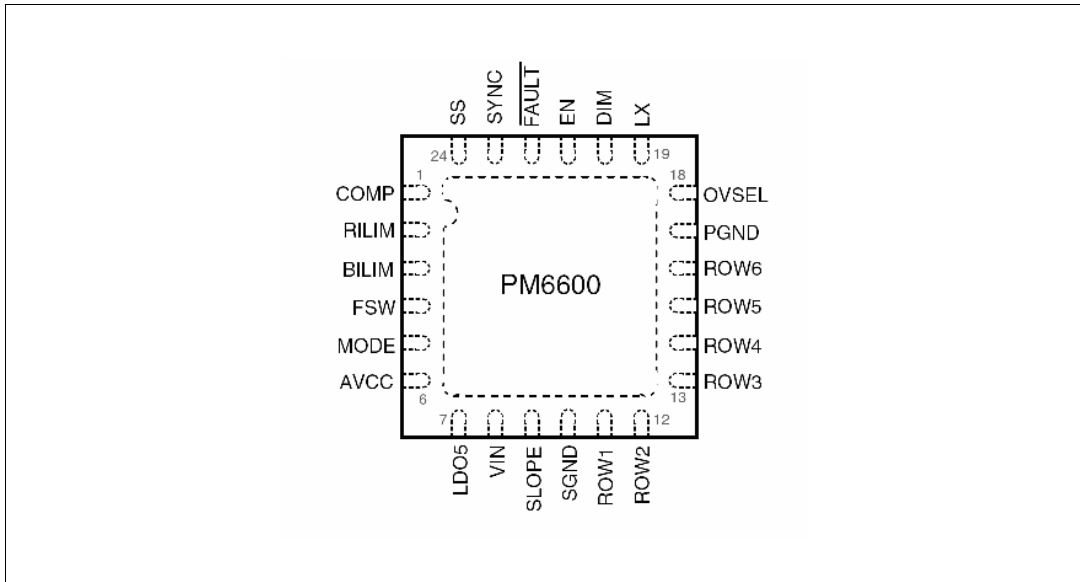 SS
SYNC
FAULT
EN
DIM
LX
24
19
1
18
COMP
RILIM
BILIM
FSW
MODE
AVCC
PM6600
OVSEL
PGND
ROW6
ROW5
ROW4
ROW3
6
13
7
12
LDO5
VIN
SLOPE
SGND
ROW1
ROW2